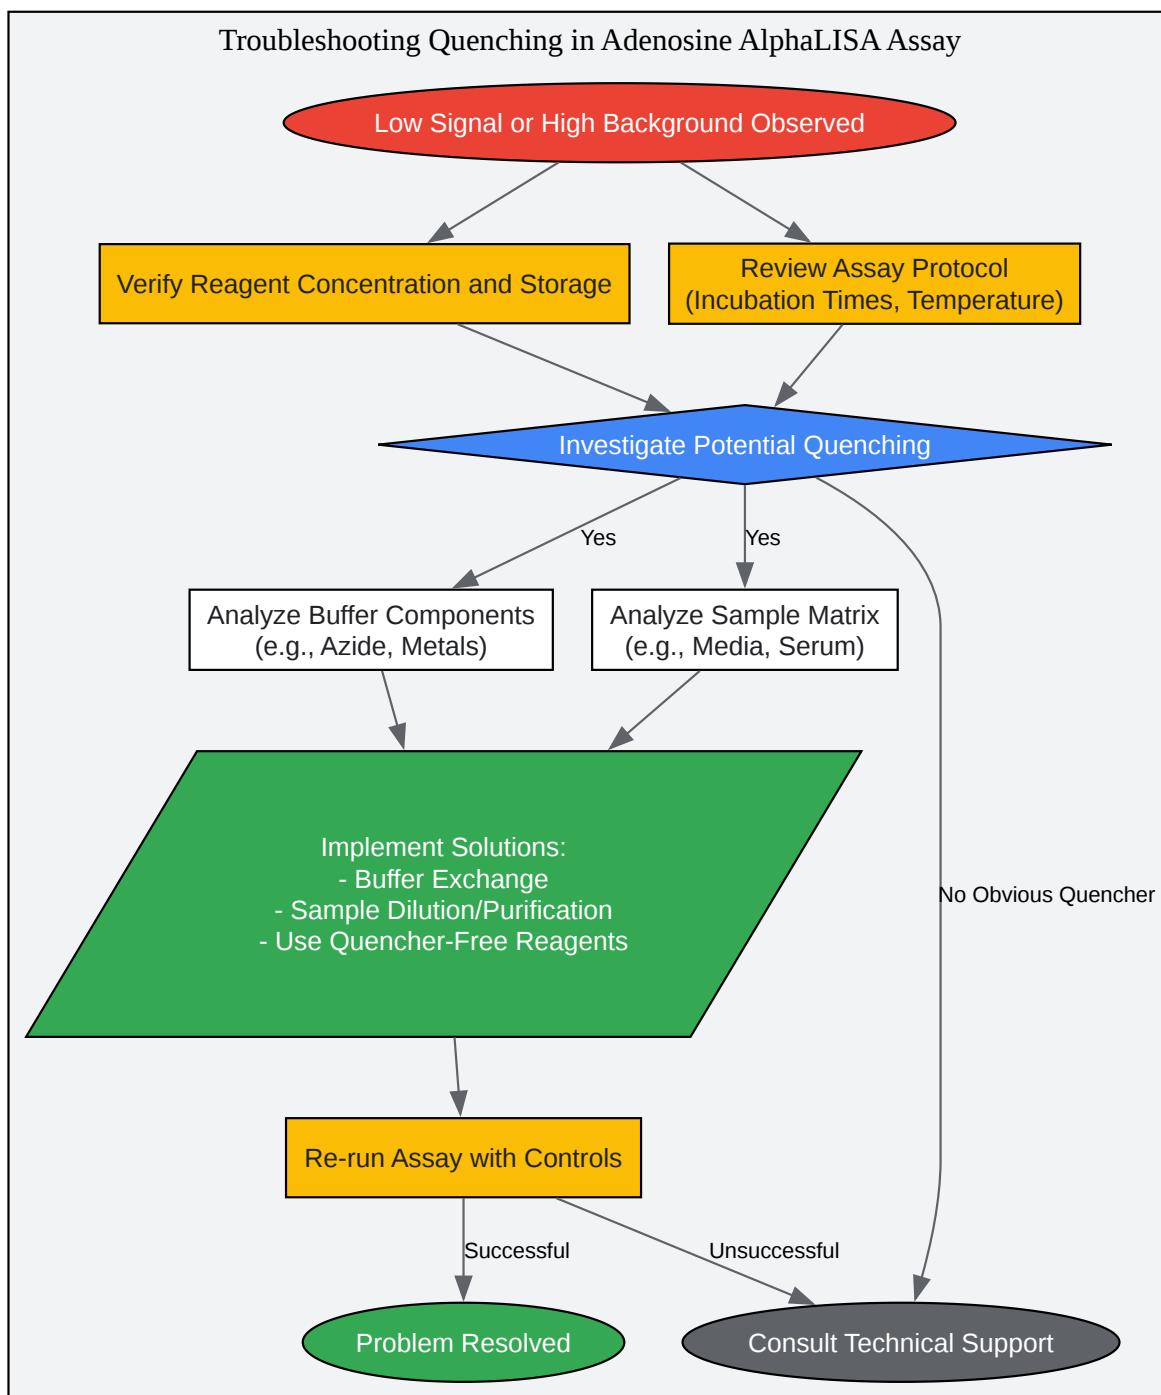 Troubleshooting Quenching in Adenosine AlphaLISA Assay
Low Signal or High Background Observed
Verify Reagent Concentration and Storage
Review Assay Protocol
(Incubation Times, Temperature)
Investigate Potential Quenching
Yes
Yes
Analyze Buffer Components
(e.g., Azide, Metals)
Analyze Sample Matrix
(e.g., Media, Serum)
Implement Solutions:
- Buffer Exchange
- Sample Dilution/Purification
- Use Quencher-Free Reagents
No Obvious Quencher
Re-run Assay with Controls
Successful
Unsuccessful
Problem Resolved
Consult Technical Support